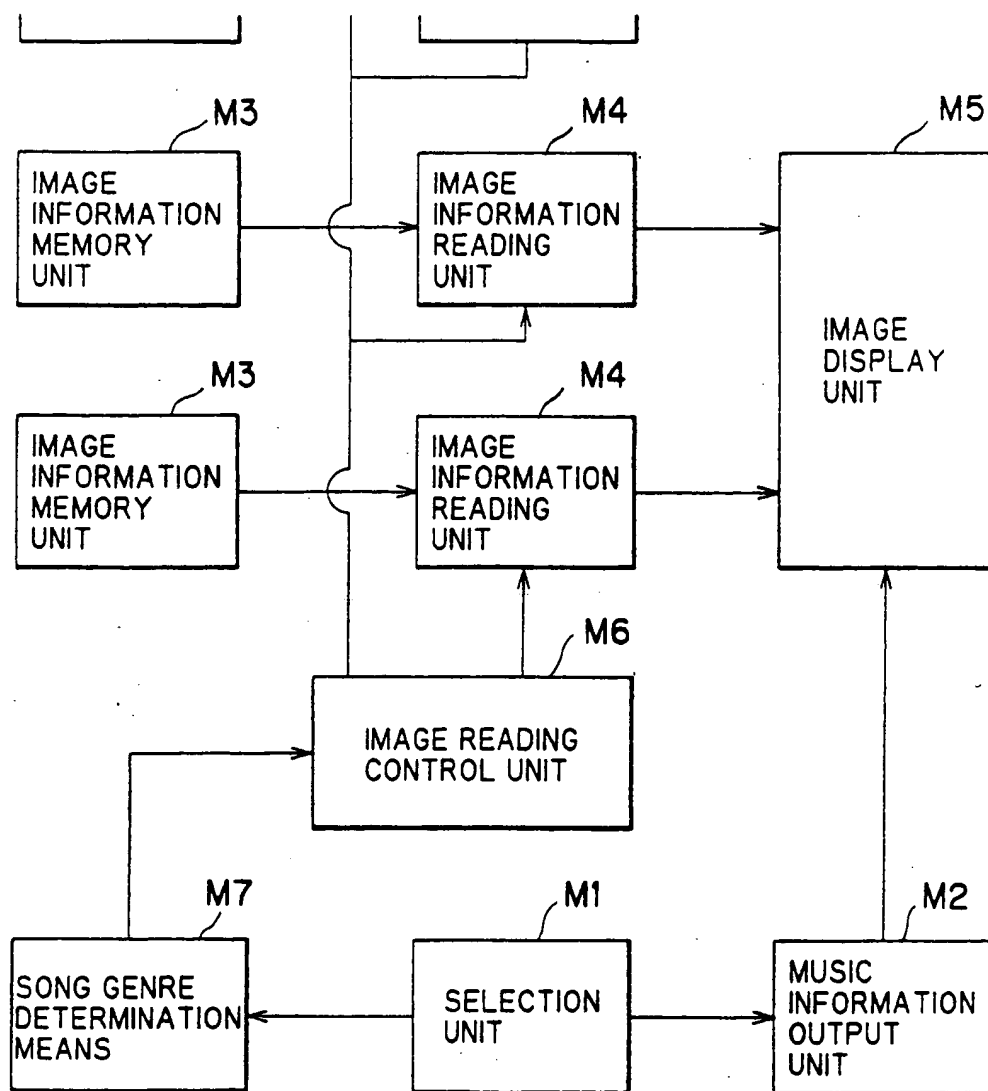 M3
M4
M5
IMAGE
INFORMATION
MEMORY
UNIT
IMAGE
INFORMATION
READING
UNIT
IMAGE
DISPLAY
UNIT
M3
M4
IMAGE
INFORMATION
MEMORY
UNIT
IMAGE
INFORMATION
READING
UNIT
M6
IMAGE READING
CONTROL UNIT
M7
M1
M2
SONG GENRE
DETERMINATION
MEANS
SELECTION
UNIT
MUSIC
INFORMATION
OUTPUT
UNIT